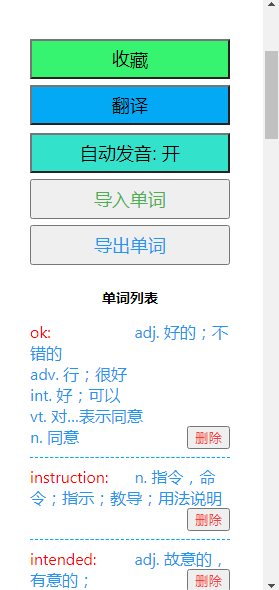 收藏
翻译
自动发音: 开
导入单词
导出单词
单词列表
ok: adj. 好的；不
错的
adv. 行；很好
int. 好；可以
vt. 对...表示同意
n. 同意 删除
instruction: n. 指令，命
令；指示；教导；用法说明
删除
intended: adj. 故意的，
有意的； 删除